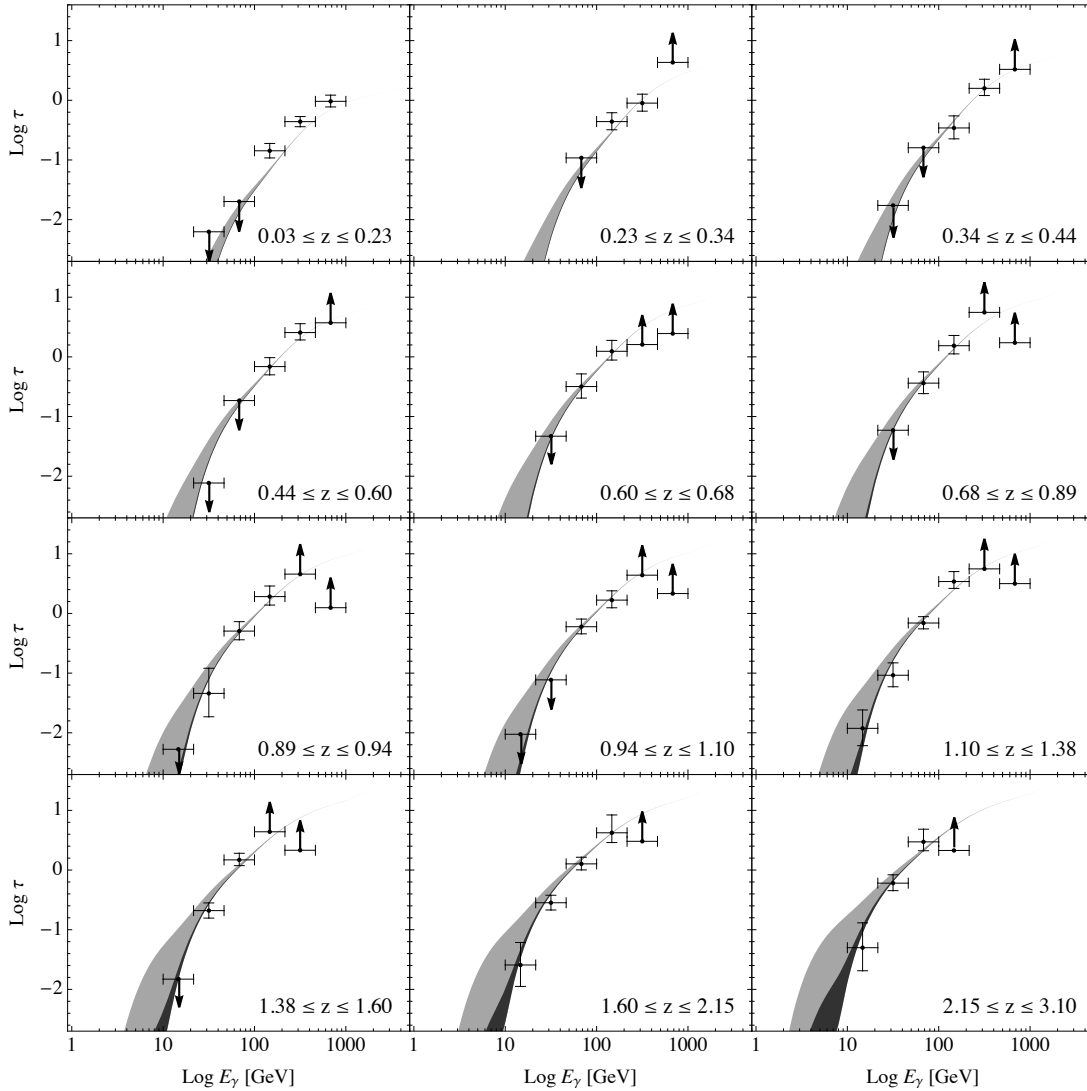 1
0
−1
−2
Log τ
0.03 ≤ z ≤ 0.23
0.23 ≤ z ≤ 0.34
0.34 ≤ z ≤ 0.44
1
0
−1
−2
Log τ
0.44 ≤ z ≤ 0.60
0.60 ≤ z ≤ 0.68
0.68 ≤ z ≤ 0.89
1
0
−1
−2
Log τ
0.89 ≤ z ≤ 0.94
0.94 ≤ z ≤ 1.10
1.10 ≤ z ≤ 1.38
1
0
−1
−2
Log τ
1.38 ≤ z ≤ 1.60
1.60 ≤ z ≤ 2.15
2.15 ≤ z ≤ 3.10
1 10 100 1000 1 10 100 1000 1 10 100 1000
Log Eγ [GeV] Log Eγ [GeV] Log Eγ [GeV]